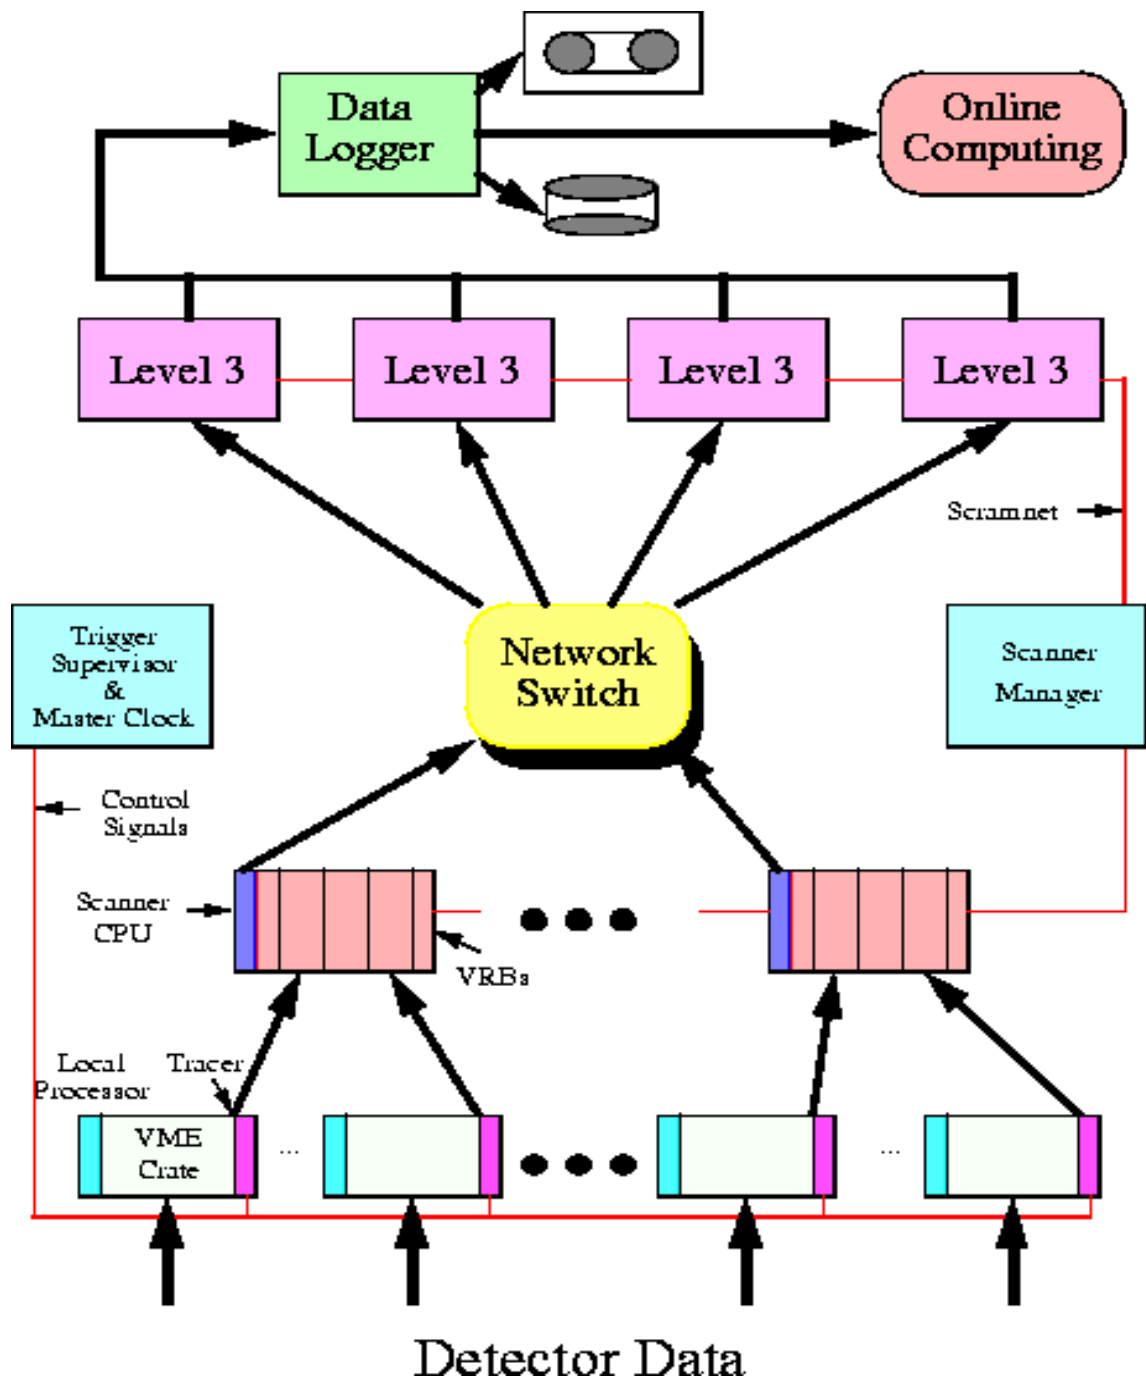 Data
Logger
Online
Computing
Level 3
Level 3
Level 3
Level 3
Scramnet
Trigger
Supervisor
&
Master Clock
Network
Switch
Scanner
Manager
Control
Signals
Scanner
CPU
VRBs
Local
Processor
Tracer
VME
Crate
...
...
Detector Data